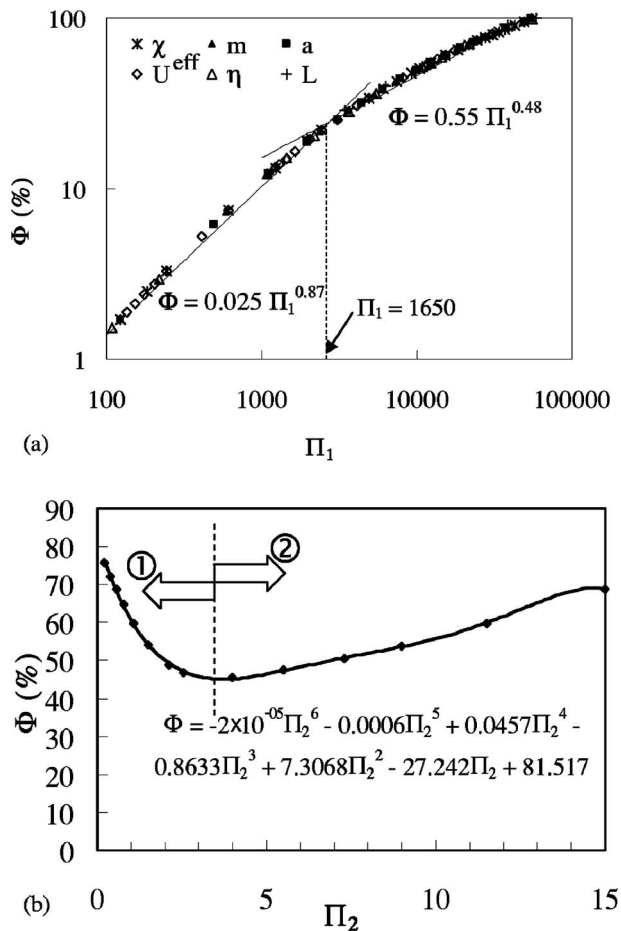 100
χ m a
U^eff η L
Φ = 0.55 Π₁^0.48
Φ (%)
10
Φ = 0.025 Π₁^0.87
Π₁ = 1650
1
100 1000 10000 100000
(a)
Π₁
90
80
① ②
70
60
Φ (%)
50
40
Φ = -2×10^-05Π₂^6 - 0.0006Π₂^5 + 0.0457Π₂^4 -
30
0.8633Π₂^3 + 7.3068Π₂^2 - 27.242Π₂ + 81.517
20
10
0
0 5 10 15
(b)
Π₂